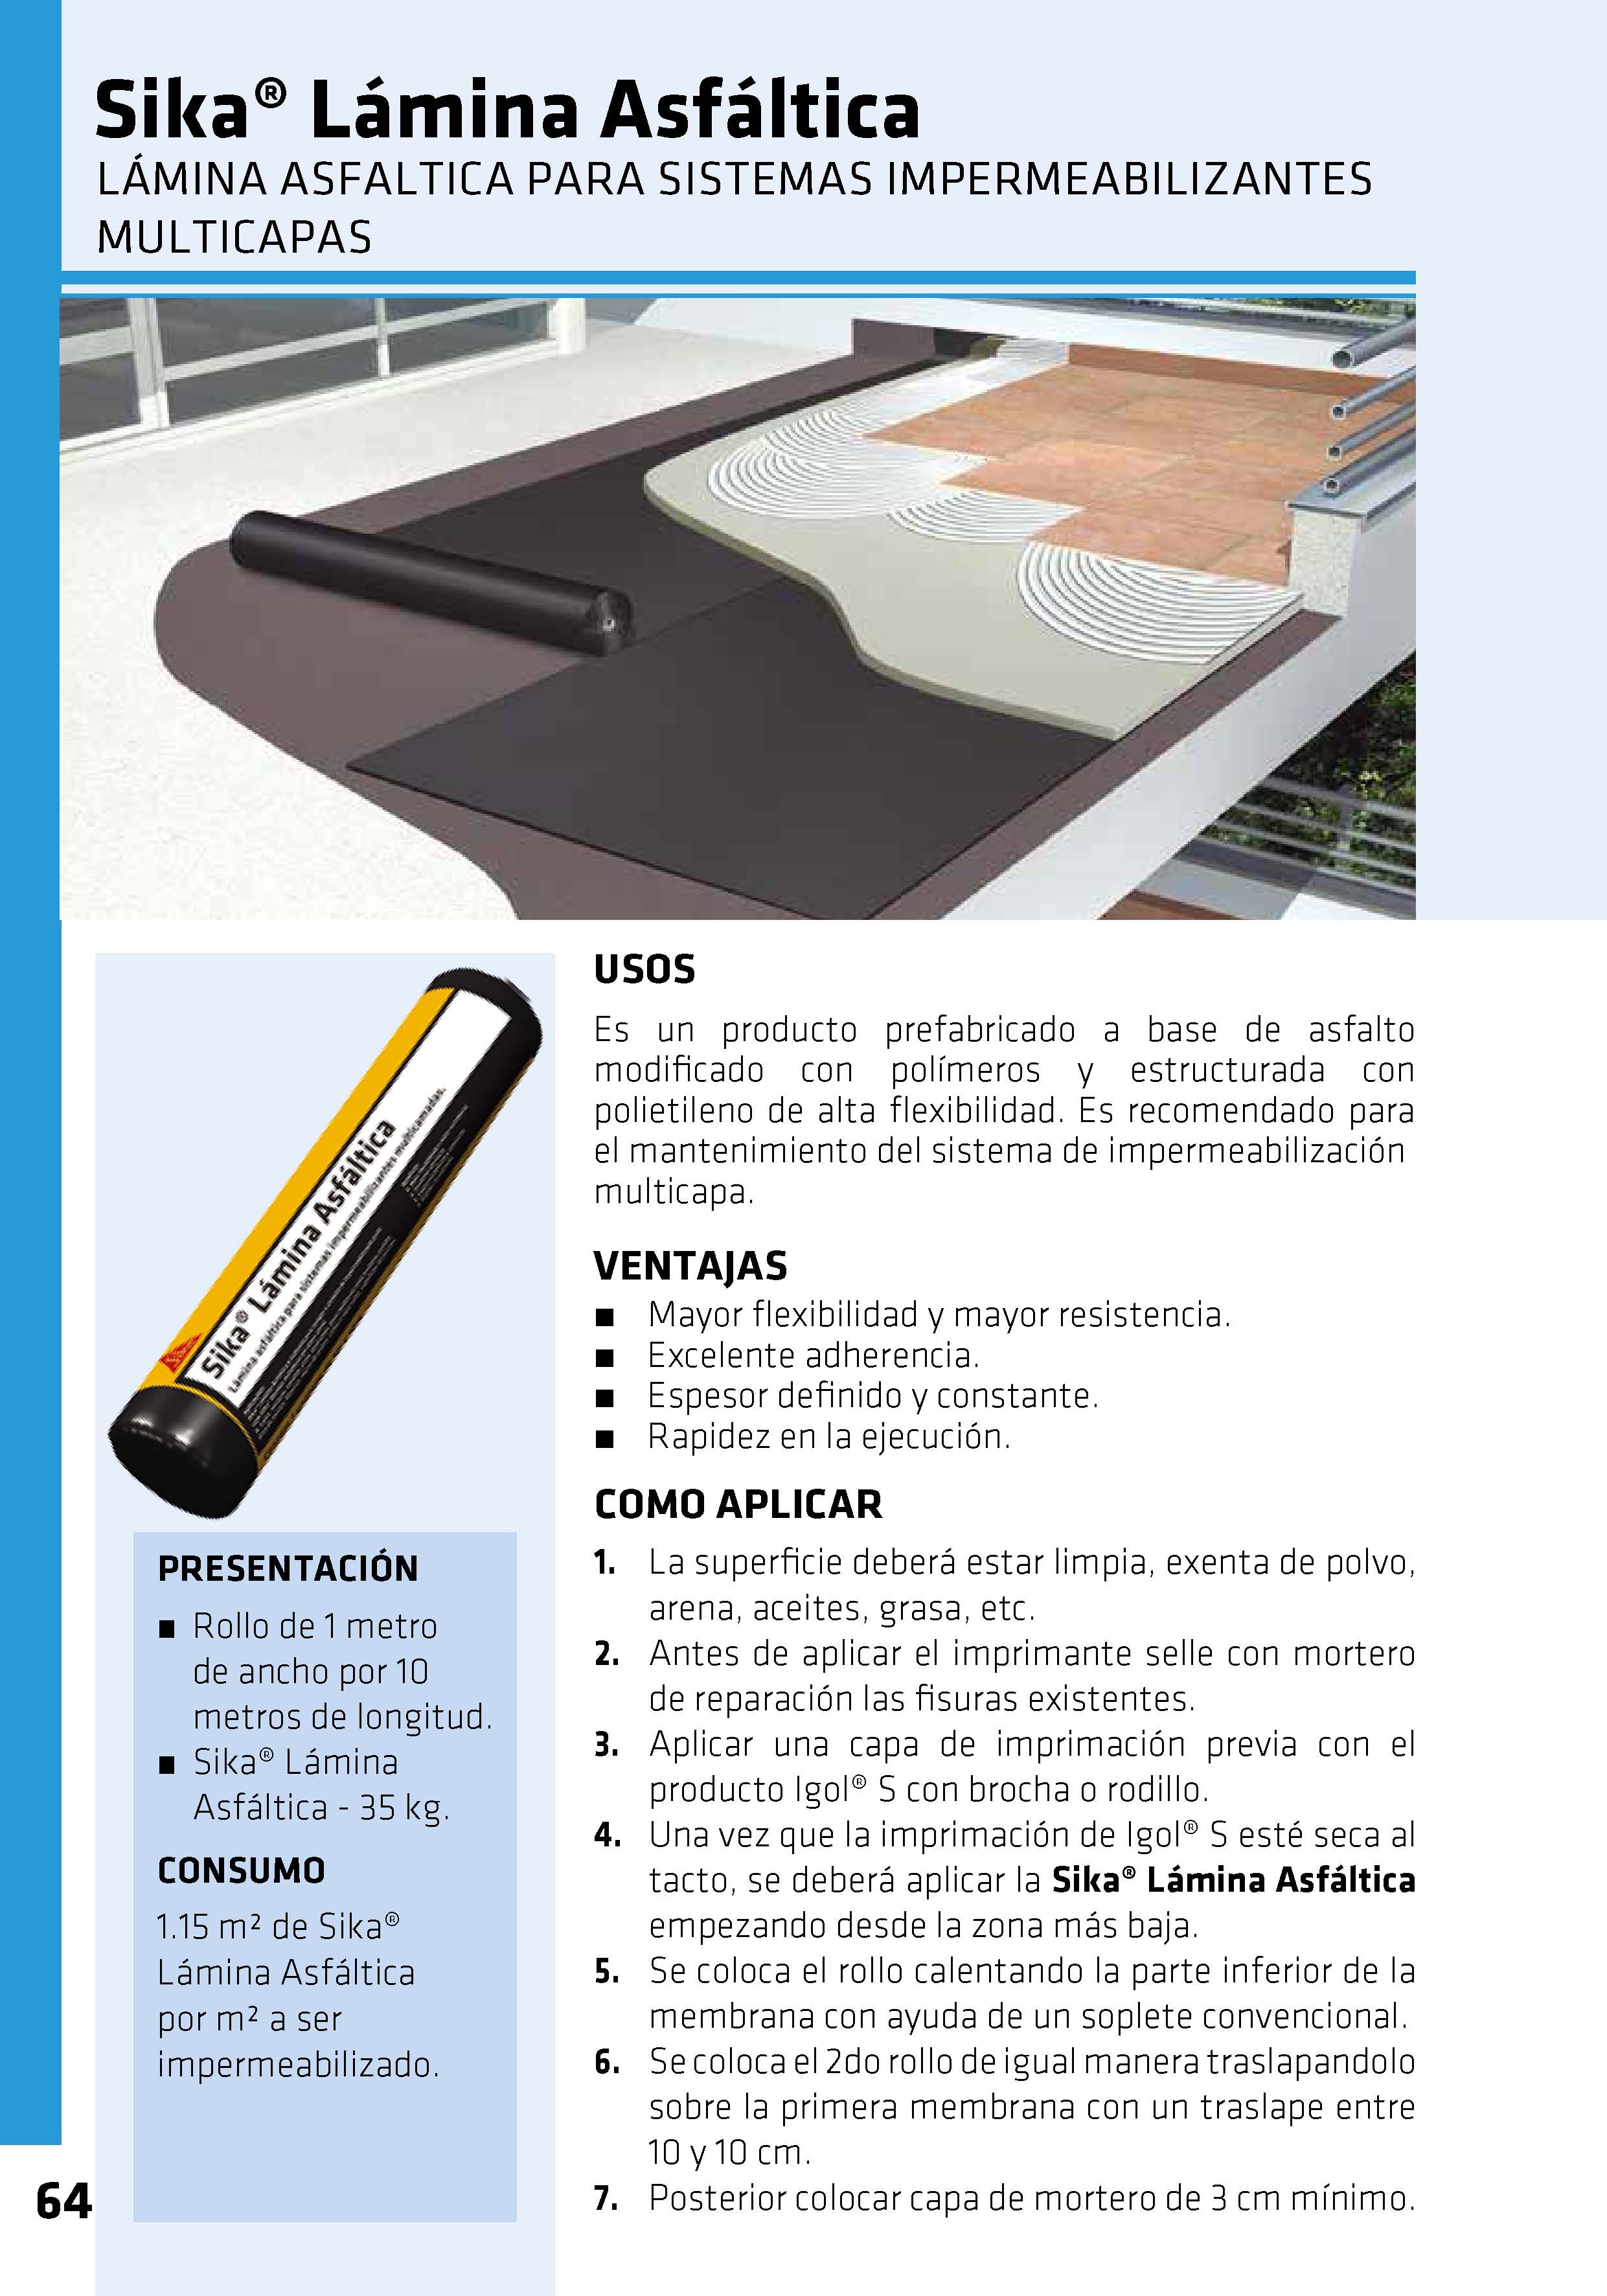 Sika® Lámina Asfáltica
LÁMINA ASFALTICA PARA SISTEMAS IMPERMEABILIZANTES
MULTICAPAS
Sika® Lámina Asfáltica
Lámina asfáltica para sistemas impermeabilizantes multicamadas.
PRESENTACIÓN
■ Rollo de 1 metro
de ancho por 10
metros de longitud.
■ Sika® Lámina
Asfáltica - 35 kg.
CONSUMO
1.15 m² de Sika®
Lámina Asfáltica
por m² a ser
impermeabilizado.
USOS
Es un producto prefabricado a base de asfalto
modificado con polímeros y estructurada con
polietileno de alta flexibilidad. Es recomendado para
el mantenimiento del sistema de impermeabilización
multicapa.
VENTAJAS
■ Mayor flexibilidad y mayor resistencia.
■ Excelente adherencia.
■ Espesor definido y constante.
■ Rapidez en la ejecución.
COMO APLICAR
1. La superficie deberá estar limpia, exenta de polvo,
arena, aceites, grasa, etc.
2. Antes de aplicar el imprimante selle con mortero
de reparación las fisuras existentes.
3. Aplicar una capa de imprimación previa con el
producto Igol® S con brocha o rodillo.
4. Una vez que la imprimación de Igol® S esté seca al
tacto, se deberá aplicar la Sika® Lámina Asfáltica
empezando desde la zona más baja.
5. Se coloca el rollo calentando la parte inferior de la
membrana con ayuda de un soplete convencional.
6. Se coloca el 2do rollo de igual manera traslapandolo
sobre la primera membrana con un traslape entre
10 y 10 cm.
7. Posterior colocar capa de mortero de 3 cm mínimo.
64